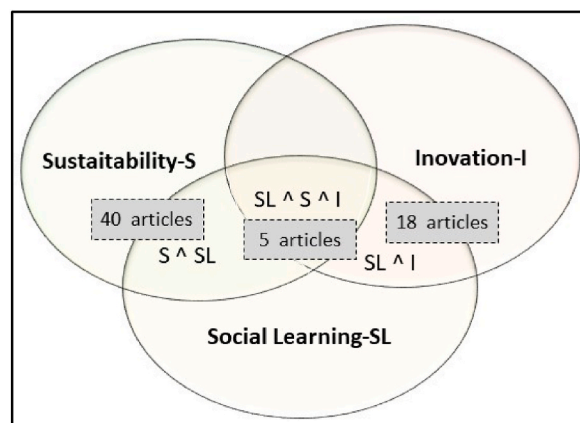 Sustaitability-S
Inovation-I
SL ^ S ^ I
40 articles
5 articles
18 articles
S ^ SL
SL ^ I
Social Learning-SL